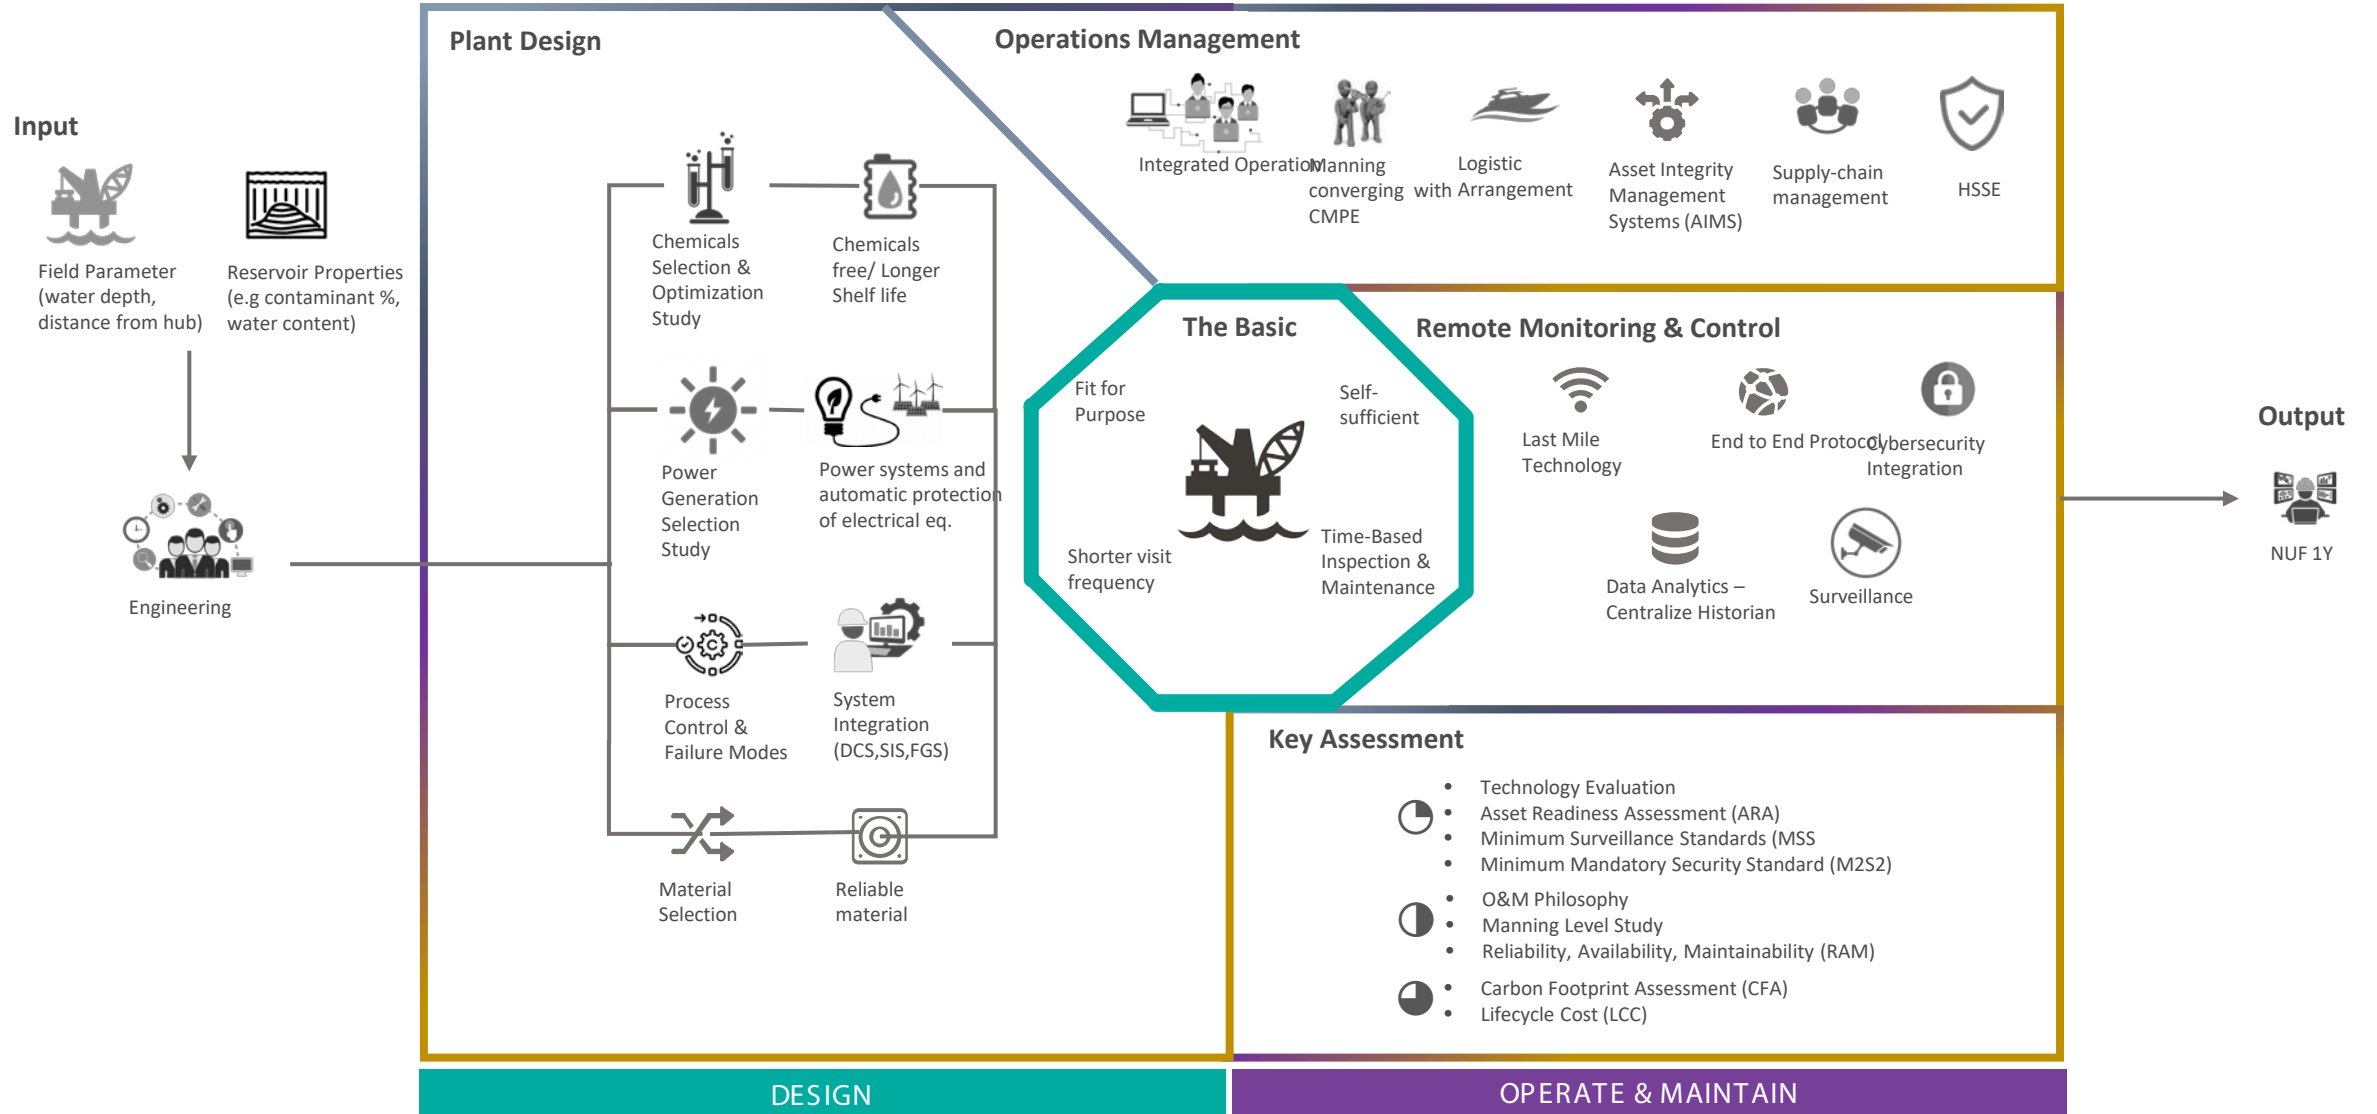 Input
Field Parameter
(water depth,
distance from hub)
Reservoir Properties
(e.g contaminant %,
water content)
Engineering
Plant Design
Chemicals
Selection &
Optimization
Study
Chemicals
free/ Longer
Shelf life
Power
Generation
Selection
Study
Power systems and
automatic protection
of electrical eq.
Process
Control &
Failure Modes
System
Integration
(DCS,SIS,FGS)
Material
Selection
Reliable
material
Operations Management
Integrated Operation
Manning
converging with
CMPE
Logistic
Arrangement
Asset Integrity
Management
Systems (AIMS)
Supply-chain
management
HSSE
The Basic
Fit for
Purpose
Self-
sufficient
Shorter visit
frequency
Time-Based
Inspection &
Maintenance
Remote Monitoring & Control
Last Mile
Technology
End to End Protocol
Cybersecurity
Integration
Data Analytics –
Centralize Historian
Surveillance
Key Assessment
• Technology Evaluation
• Asset Readiness Assessment (ARA)
• Minimum Surveillance Standards (MSS
• Minimum Mandatory Security Standard (M2S2)
• O&M Philosophy
• Manning Level Study
• Reliability, Availability, Maintainability (RAM)
• Carbon Footprint Assessment (CFA)
• Lifecycle Cost (LCC)
Output
NUF 1Y
DESIGN
OPERATE & MAINTAIN